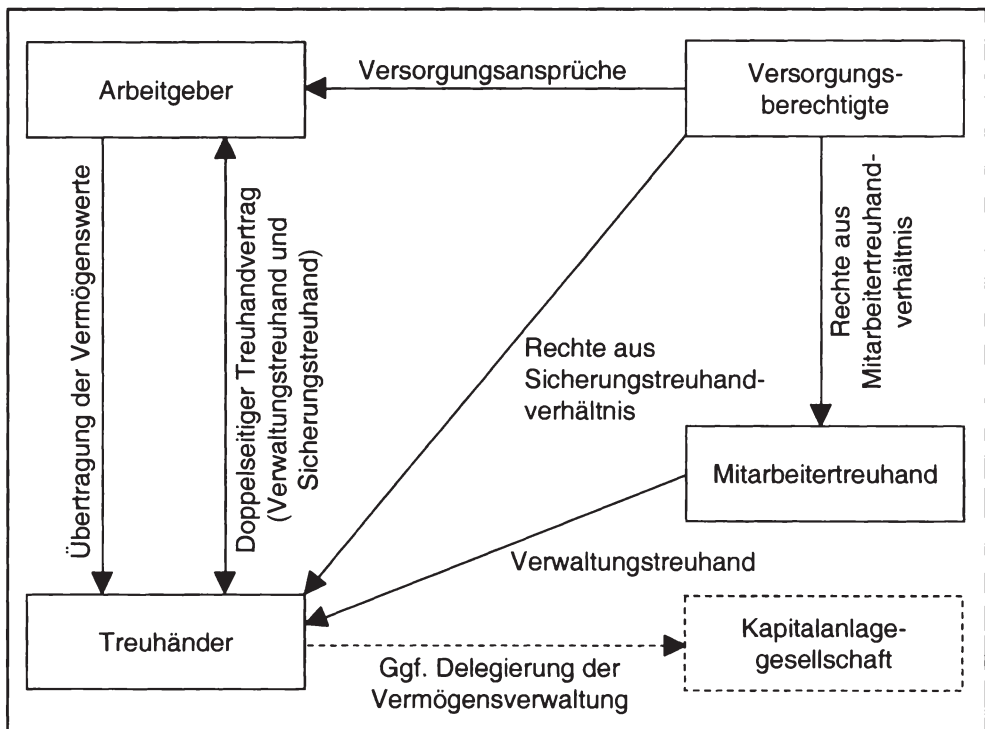 Arbeitgeber
Versorgungsansprüche
Versorgungs-
berechtigte
Übertragung der Vermögenswerte
Doppelseitiger Treuhandvertrag
(Verwaltungstreuhand und
Sicherungstreuhand)
Rechte aus
Sicherungstreuhand-
verhältnis
Rechte aus
Mitarbeitertreuhand-
verhältnis
Mitarbeitertreuhand
Verwaltungstreuhand
Treuhänder
Ggf. Delegierung der
Vermögensverwaltung
Kapitalanlage-
gesellschaft